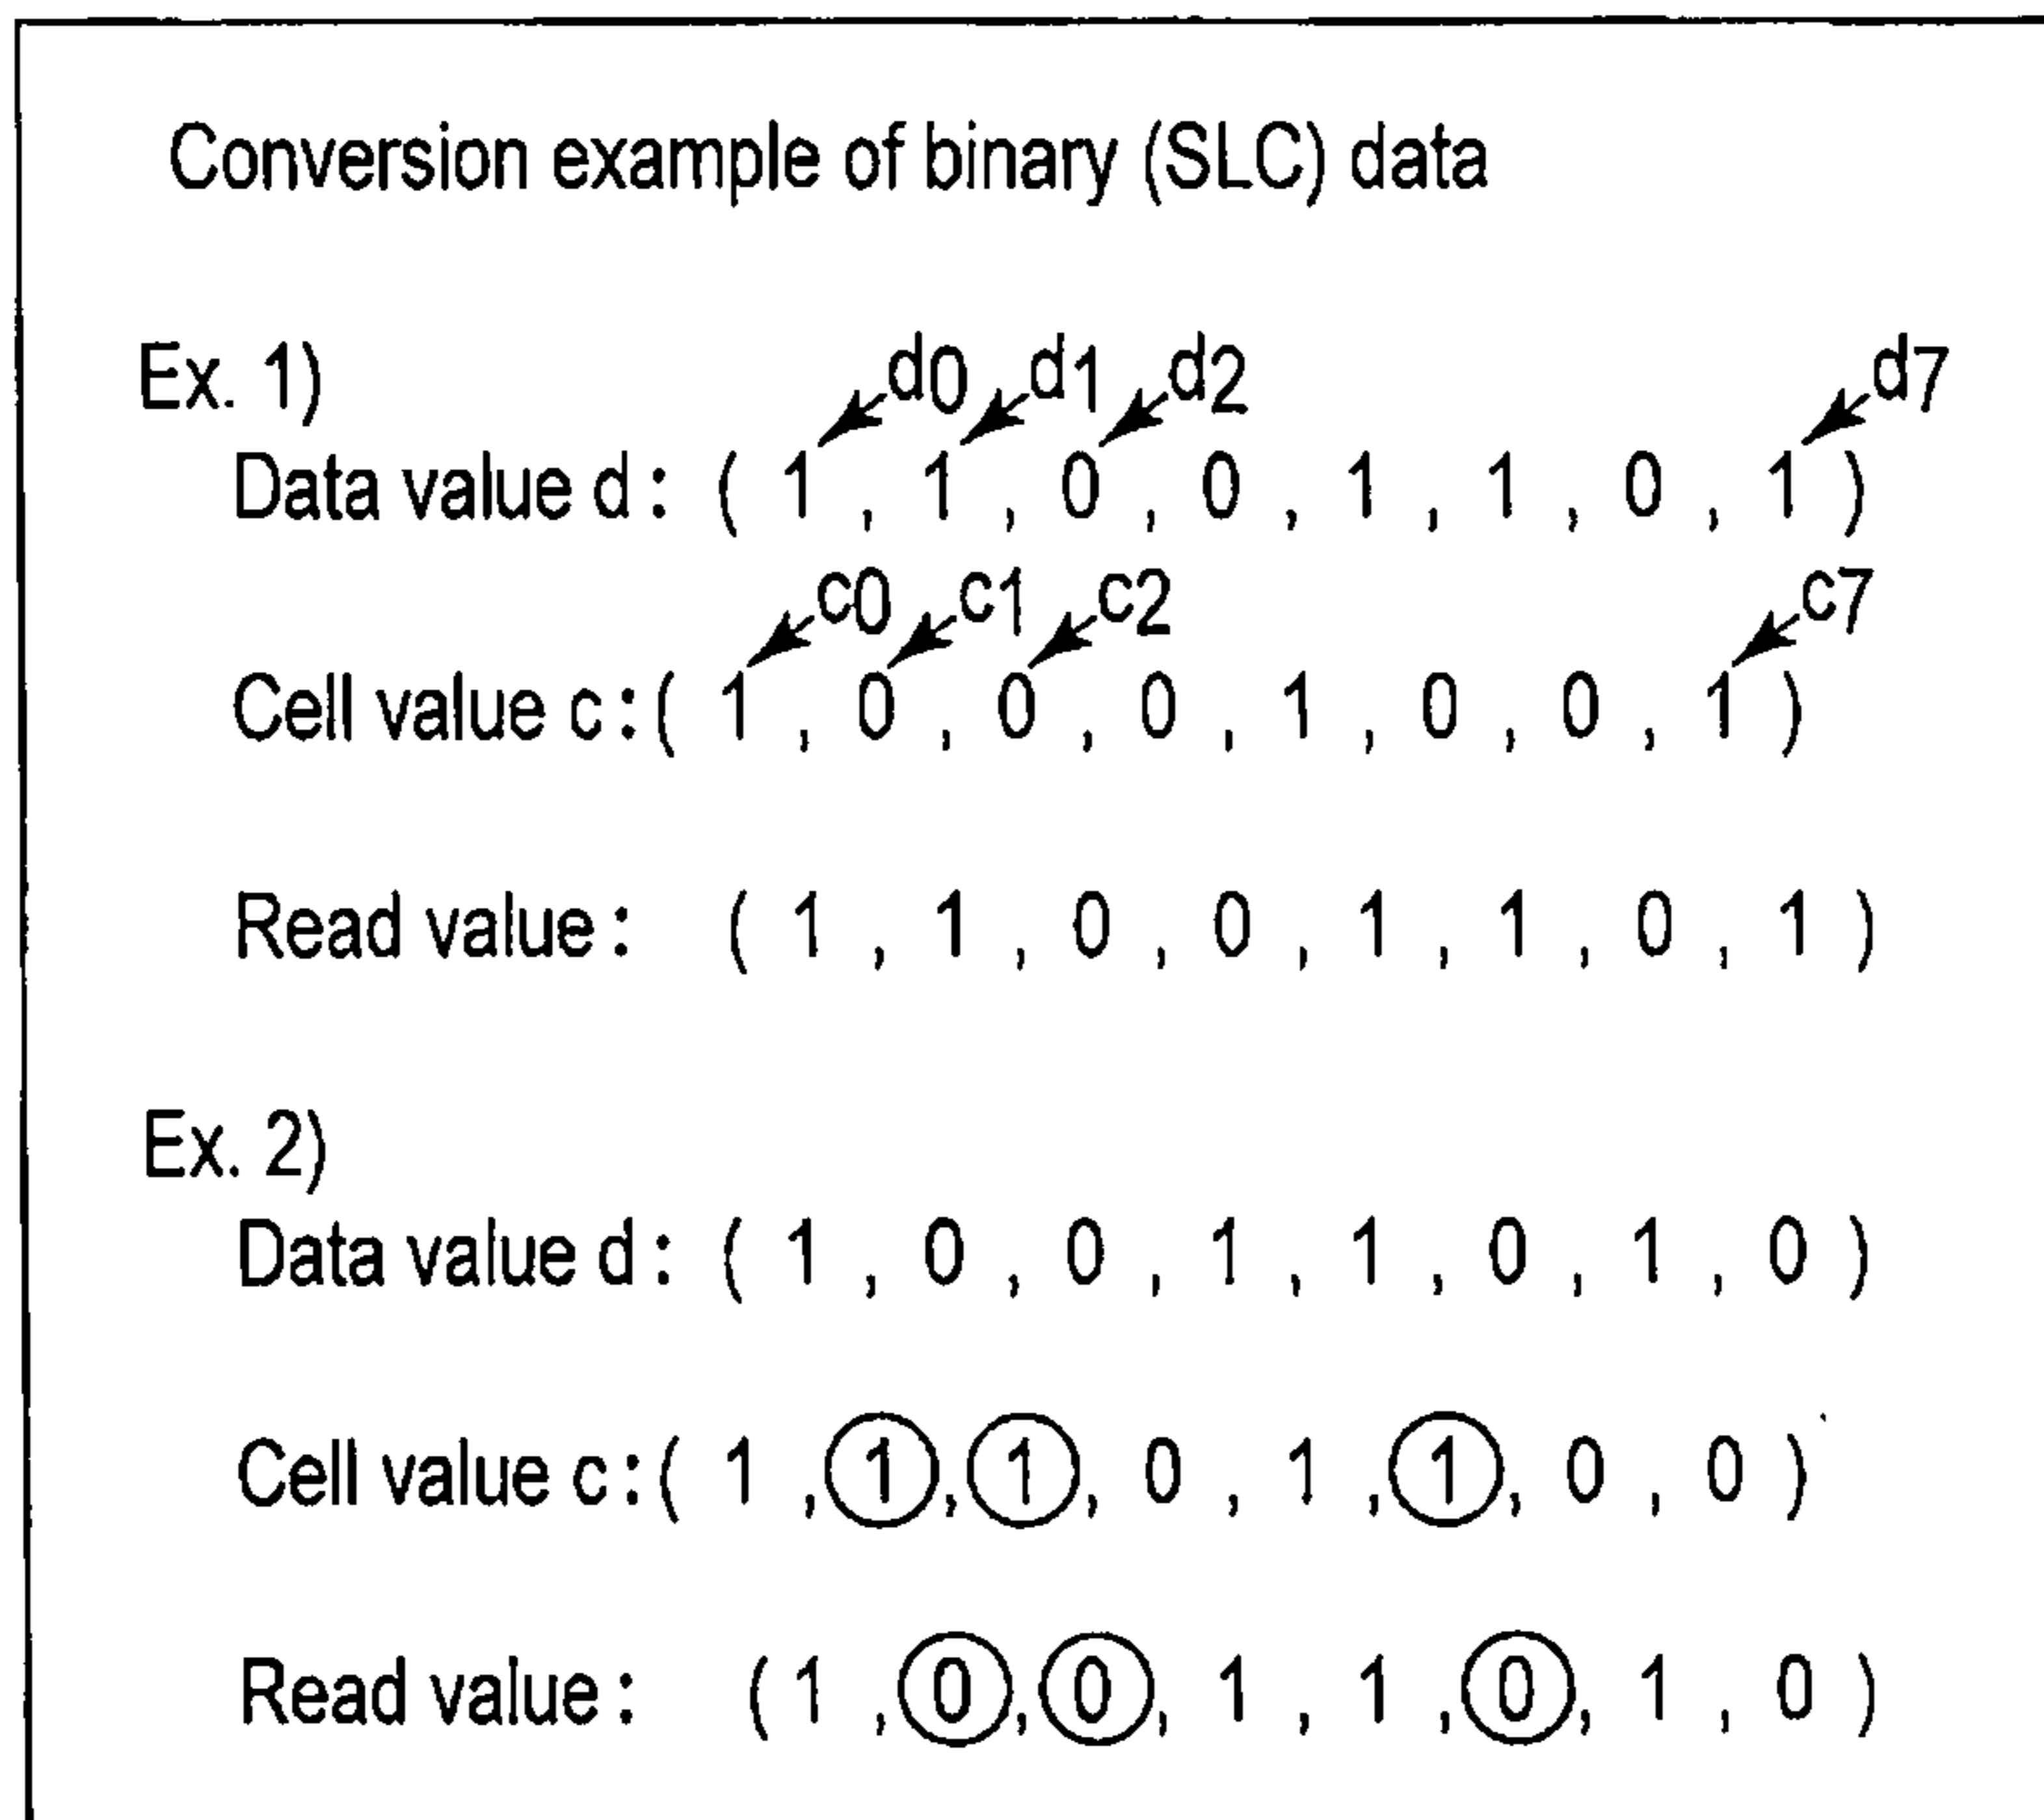 Conversion example of binary (SLC) data
Ex. 1)
d0 d1 d2 d7
Data value d : ( 1 , 1 , 0 , 0 , 1 , 1 , 0 , 1 )
c0 c1 c2 c7
Cell value c : ( 1 , 0 , 0 , 0 , 1 , 0 , 0 , 1 )
Read value : ( 1 , 1 , 0 , 0 , 1 , 1 , 0 , 1 )
Ex. 2)
Data value d : ( 1 , 0 , 0 , 1 , 1 , 0 , 1 , 0 )
Cell value c : ( 1 , 1 , 1 , 0 , 1 , 1 , 0 , 0 )
Read value : ( 1 , 0 , 0 , 1 , 1 , 0 , 1 , 0 )